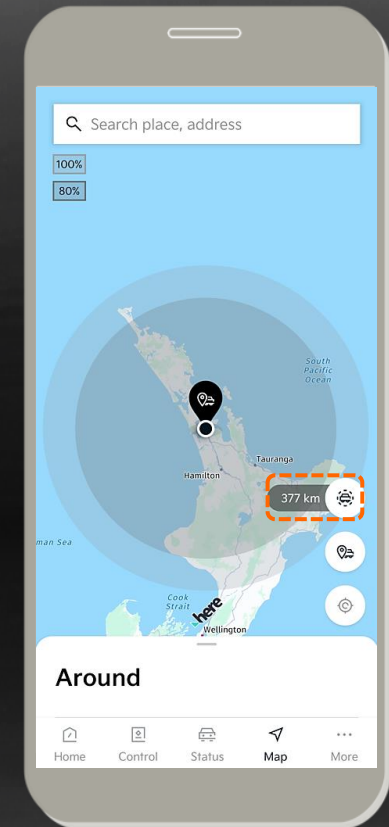 Search place, address
100%
80%
South
Pacific
Ocean
Tauranga
Hamilton
377 km
man Sea
Cook
Strait
here
Wellington
Around
Home
Control
Status
Map
More